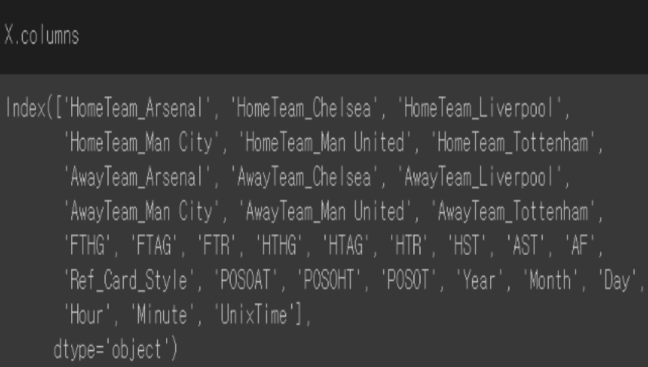 X.columns
Index(['HomeTeam_Arsenal', 'HomeTeam_Chelsea', 'HomeTeam_Liverpool',
'HomeTeam_Man City', 'HomeTeam_Man United', 'HomeTeam_Tottenham',
'AwayTeam_Arsenal', 'AwayTeam_Chelsea', 'AwayTeam_Liverpool',
'AwayTeam_Man City', 'AwayTeam_Man United', 'AwayTeam_Tottenham',
'FTHG', 'FTAG', 'FTR', 'HTHG', 'HTAG', 'HTR', 'HST', 'AST', 'AF',
'Ref_Card_Style', 'POSOAT', 'POSOHT', 'POSOT', 'Year', 'Month', 'Day',
'Hour', 'Minute', 'UnixTime'],
dtype='object')